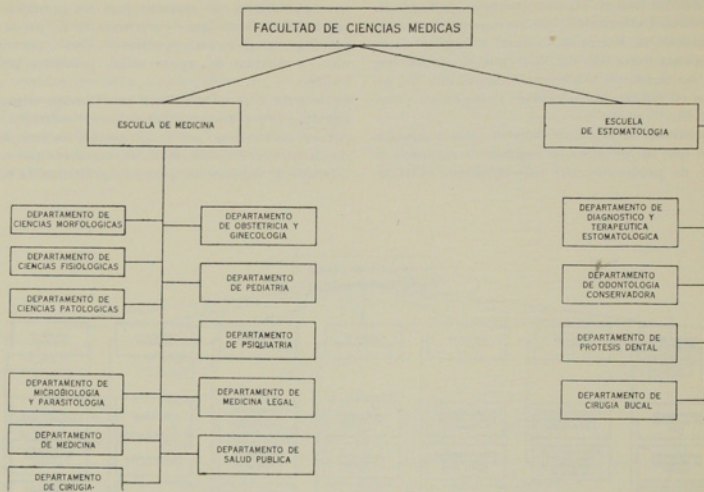 FACULTAD DE CIENCIAS MEDICAS
ESCUELA DE MEDICINA
ESCUELA
DE ESTOMATOLOGIA
DEPARTAMENTO DE
CIENCIAS MORFOLOGICAS
DEPARTAMENTO DE
CIENCIAS FISIOLOGICAS
DEPARTAMENTO DE
CIENCIAS PATOLOGICAS
DEPARTAMENTO DE
MICROBIOLOGIA
Y PARASITOLOGIA
DEPARTAMENTO
DE MEDICINA
DEPARTAMENTO
DE CIRUGIA-
DEPARTAMENTO
DE OBSTETRICIA Y
GINECOLOGIA
DEPARTAMENTO
DE PEDIATRIA
DEPARTAMENTO
DE PSIQUIATRIA
DEPARTAMENTO DE
MEDICINA LEGAL
DEPARTAMENTO DE
SALUD PUBLICA
DEPARTAMENTO DE
DIAGNOSTICO Y
TERAPEUTICA
ESTOMATOLOGICA
DEPARTAMENTO
DE ODONTOLOGIA
CONSERVADORA
DEPARTAMENTO DE
PROTESIS DENTAL
DEPARTAMENTO DE
CIRUGIA BUCAL